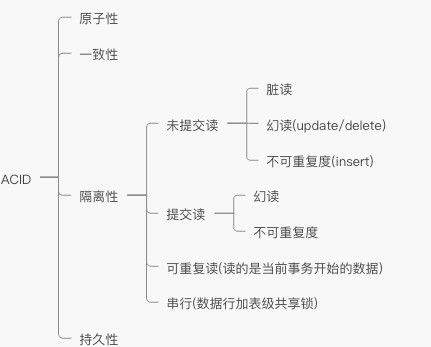 ACID
原子性
一致性
隔离性
未提交读
脏读
幻读(update/delete)
不可重复度(insert)
提交读
幻读
不可重复度
可重复读(读的是当前事务开始的数据)
串行(数据行加表级共享锁)
持久性